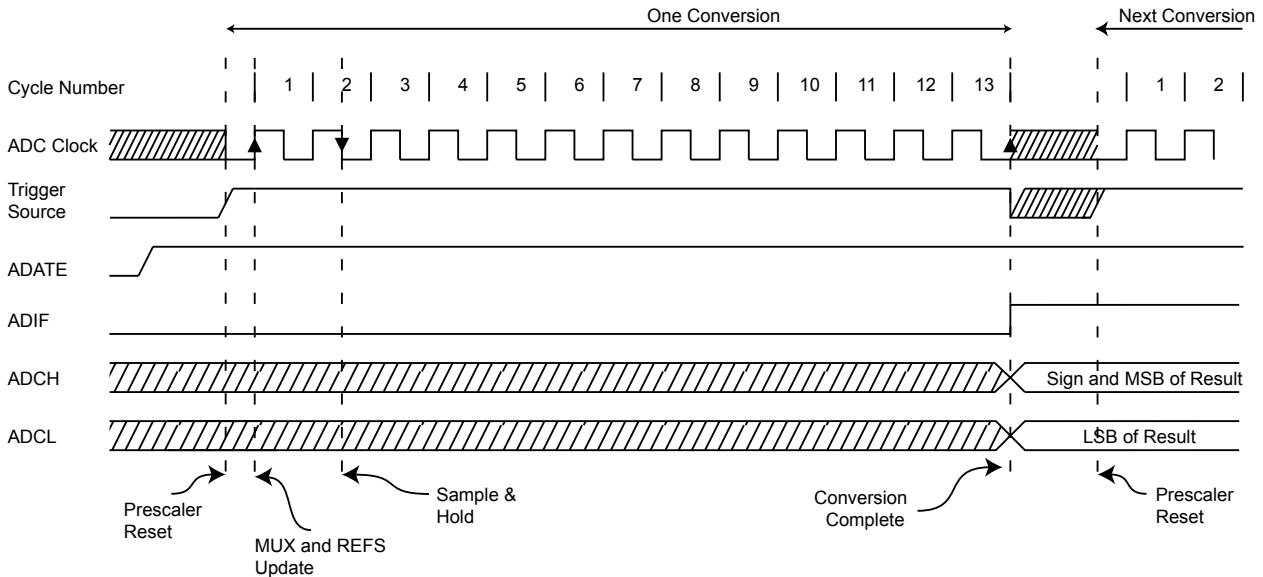 One Conversion
Next Conversion
Cycle Number
1 2 3 4 5 6 7 8 9 10 11 12 13 1 2
ADC Clock
Trigger
Source
ADATE
ADIF
ADCH
Sign and MSB of Result
ADCL
LSB of Result
Prescaler
Reset
MUX and REFS
Update
Sample &
Hold
Conversion
Complete
Prescaler
Reset